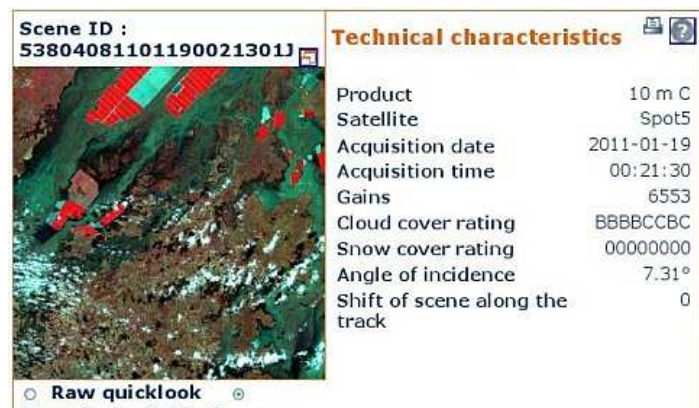 Scene ID :
53804081101190021301J
Technical characteristics
Product 10 m C
Satellite Spot5
Acquisition date 2011-01-19
Acquisition time 00:21:30
Gains 6553
Cloud cover rating BBBBCCBC
Snow cover rating 00000000
Angle of incidence 7.31°
Shift of scene along the 0
track
Raw quicklook